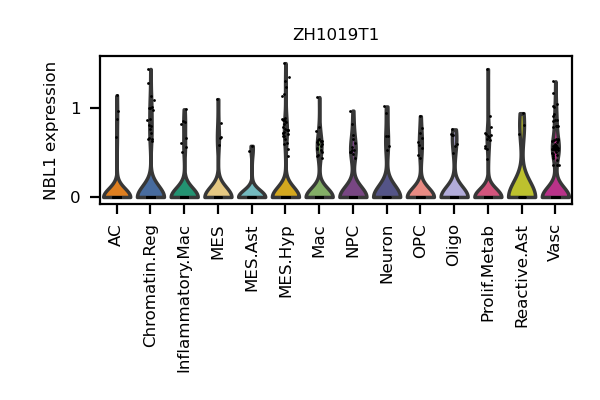 ZH1019T1
NBL1 expression
1
0
AC
Chromatin.Reg
Inflammatory.Mac
MES
MES.Ast
MES.Hyp
Mac
NPC
Neuron
OPC
Oligo
Prolif.Metab
Reactive.Ast
Vasc